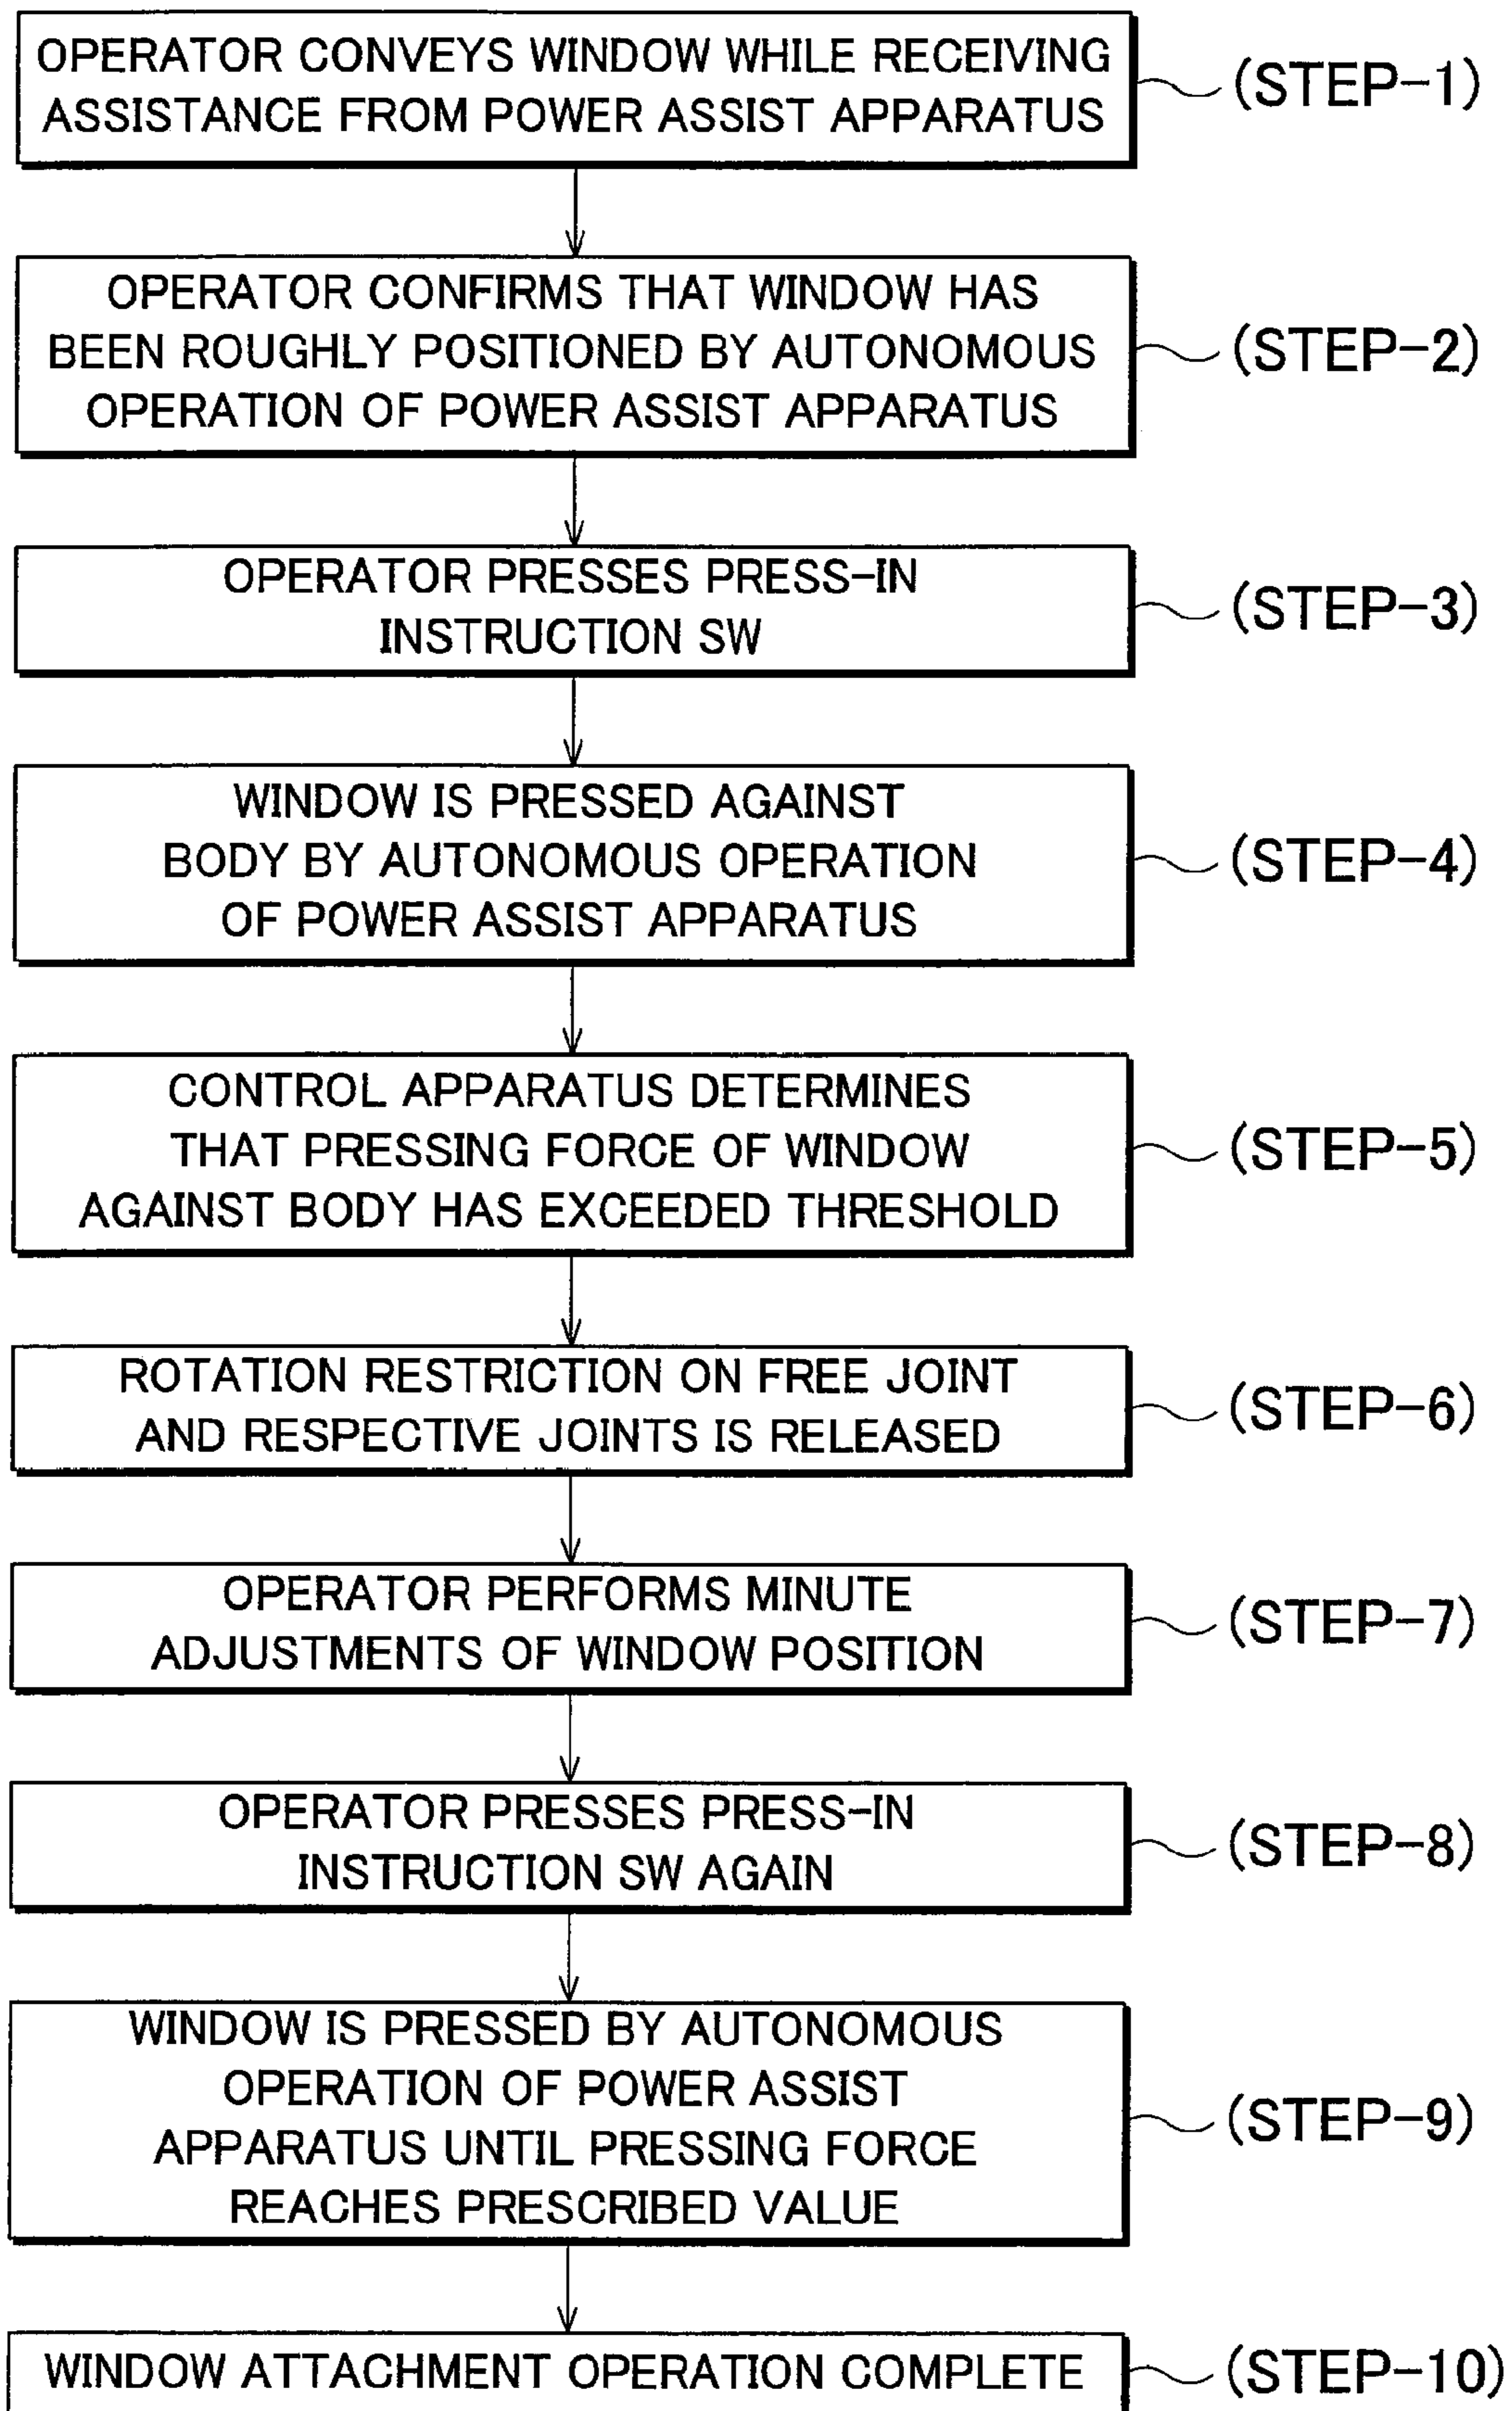 OPERATOR CONVEYS WINDOW WHILE RECEIVING
ASSISTANCE FROM POWER ASSIST APPARATUS
(STEP-1)
OPERATOR CONFIRMS THAT WINDOW HAS
BEEN ROUGHLY POSITIONED BY AUTONOMOUS
OPERATION OF POWER ASSIST APPARATUS
(STEP-2)
OPERATOR PRESSES PRESS-IN
INSTRUCTION SW
(STEP-3)
WINDOW IS PRESSED AGAINST
BODY BY AUTONOMOUS OPERATION
OF POWER ASSIST APPARATUS
(STEP-4)
CONTROL APPARATUS DETERMINES
THAT PRESSING FORCE OF WINDOW
AGAINST BODY HAS EXCEEDED THRESHOLD
(STEP-5)
ROTATION RESTRICTION ON FREE JOINT
AND RESPECTIVE JOINTS IS RELEASED
(STEP-6)
OPERATOR PERFORMS MINUTE
ADJUSTMENTS OF WINDOW POSITION
(STEP-7)
OPERATOR PRESSES PRESS-IN
INSTRUCTION SW AGAIN
(STEP-8)
WINDOW IS PRESSED BY AUTONOMOUS
OPERATION OF POWER ASSIST
APPARATUS UNTIL PRESSING FORCE
REACHES PRESCRIBED VALUE
(STEP-9)
WINDOW ATTACHMENT OPERATION COMPLETE
(STEP-10)